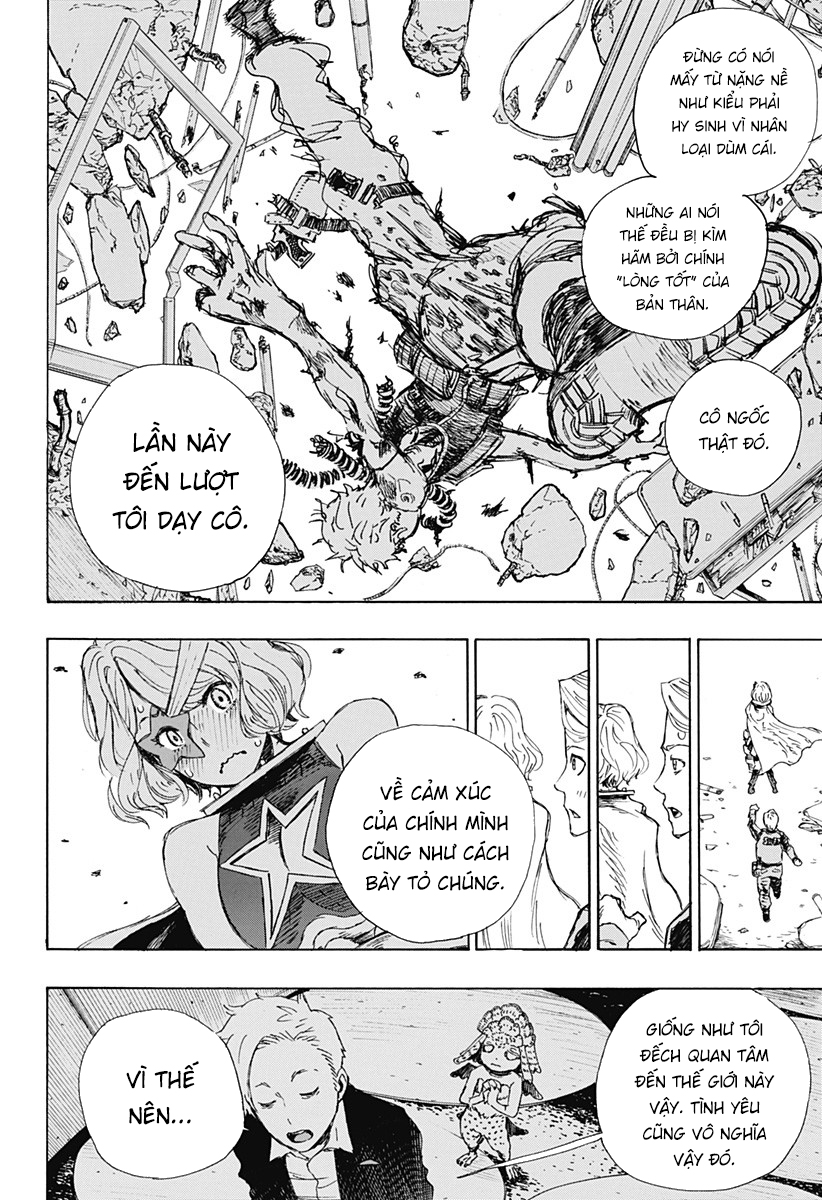 ĐỪNG CÓ NÓI
MẤY TỪ NẶNG NỀ
NHƯ KIỂU PHẢI
HY SINH VÌ NHÂN
LOẠI DÙM CÁI.
NHỮNG AI NÓI
THẾ ĐỀU BỊ KÌM
HÃM BỞI CHÍNH
"LÒNG TỐT" CỦA
BẢN THÂN.
CÔ NGỐC
THẬT ĐÓ.
LẦN NÀY
ĐẾN LƯỢT
TÔI DẠY CÔ.
VỀ CẢM XÚC
CỦA CHÍNH MÌNH
CŨNG NHƯ CÁCH
BÀY TỎ CHÚNG.
GIỐNG NHƯ TÔI
ĐẾCH QUAN TÂM
ĐẾN THẾ GIỚI NÀY
VẬY. TÌNH YÊU
CŨNG VÔ NGHĨA
VẬY ĐÓ.
VÌ THẾ
NÊN...